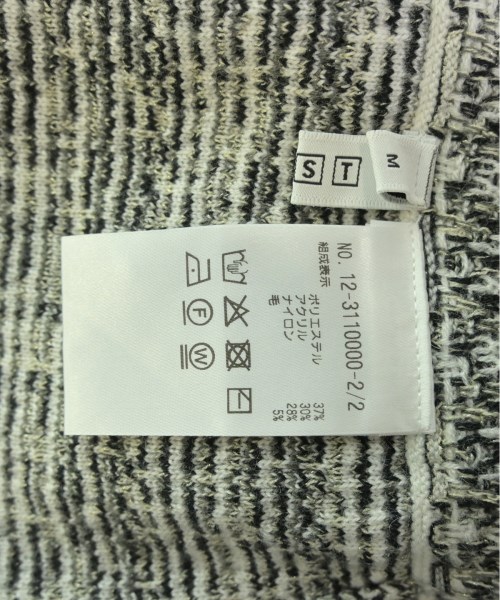 S T
M
NO. 12-3110000-2/2
組成表示
ポリエステル 37%
アクリル 30%
ナイロン 28%
毛 5%
F W